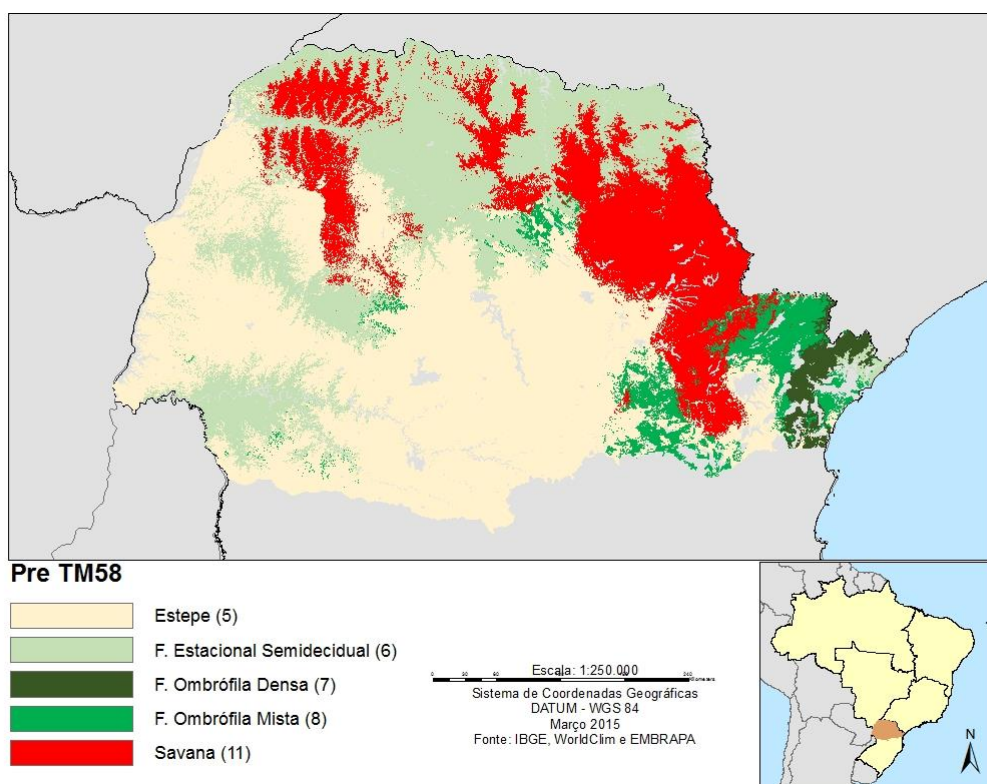 Pre TM58
Estepe (5)
F. Estacional Semidecidual (6)
F. Ombrófila Densa (7)
F. Ombrófila Mista (8)
Savana (11)
Escala: 1:250.000
Sistema de Coordenadas Geográficas
DATUM - WGS 84
Março 2015
Fonte: IBGE, WorldClim e EMBRAPA
N